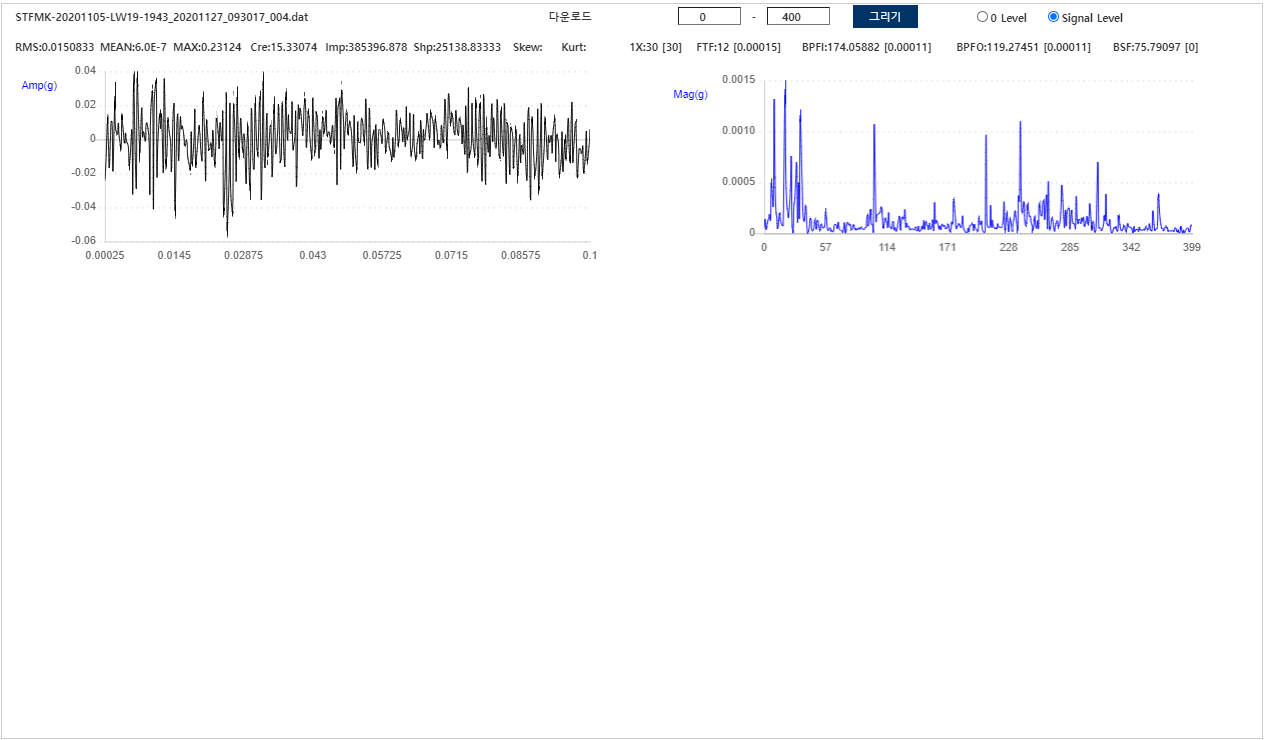 STFMK-20201105-LW19-1943_20201127_093017_004.dat 다운로드 0 - 400 그리기 0 Level Signal Level
RMS:0.0150833 MEAN:6.0E-7 MAX:0.23124 Cre:15.33074 Imp:385396.878 Shp:25138.83333 Skew: Kurt: 1X:30 [30] FTF:12 [0.00015] BPFI:174.05882 [0.00011] BPFO:119.27451 [0.00011] BSF:75.79097 [0]
Amp(g)
0.04
0.02
0
-0.02
-0.04
-0.06
0.00025 0.0145 0.02875 0.043 0.05725 0.0715 0.08575 0.1
Mag(g)
0.0015
0.0010
0.0005
0
0 57 114 171 228 285 342 399